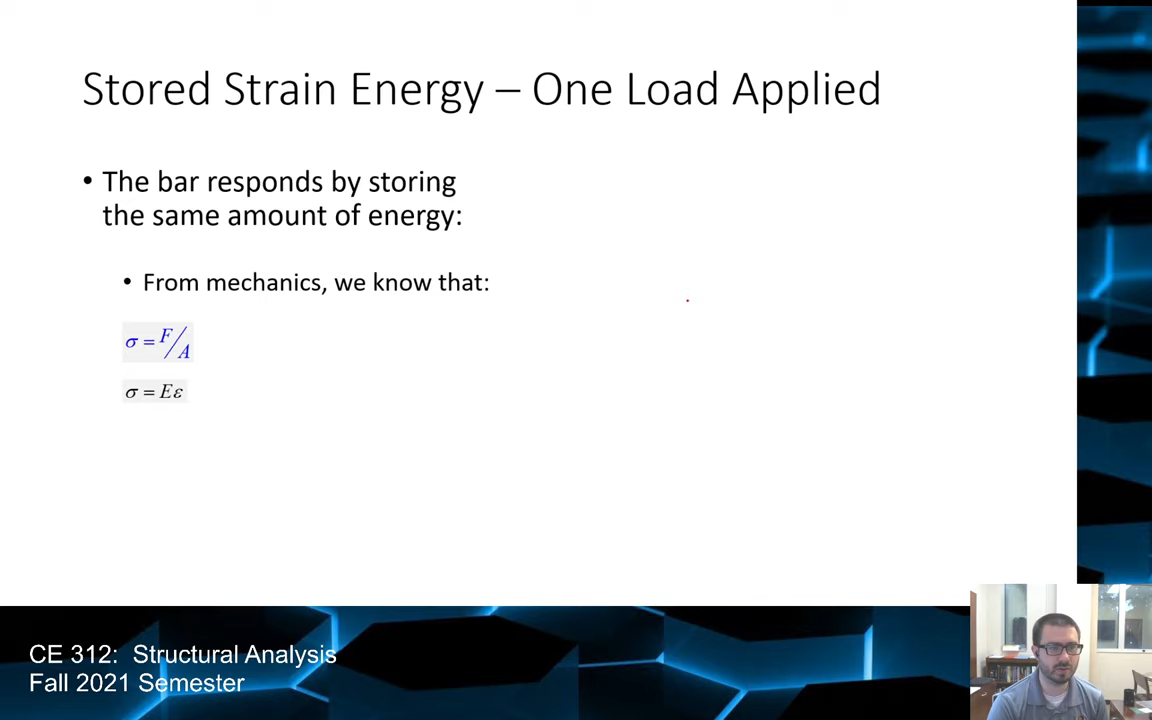 Stored Strain Energy – One Load Applied
• The bar responds by storing
the same amount of energy:
• From mechanics, we know that:
σ = F/A
σ = Eε
CE 312: Structural Analysis
Fall 2021 Semester